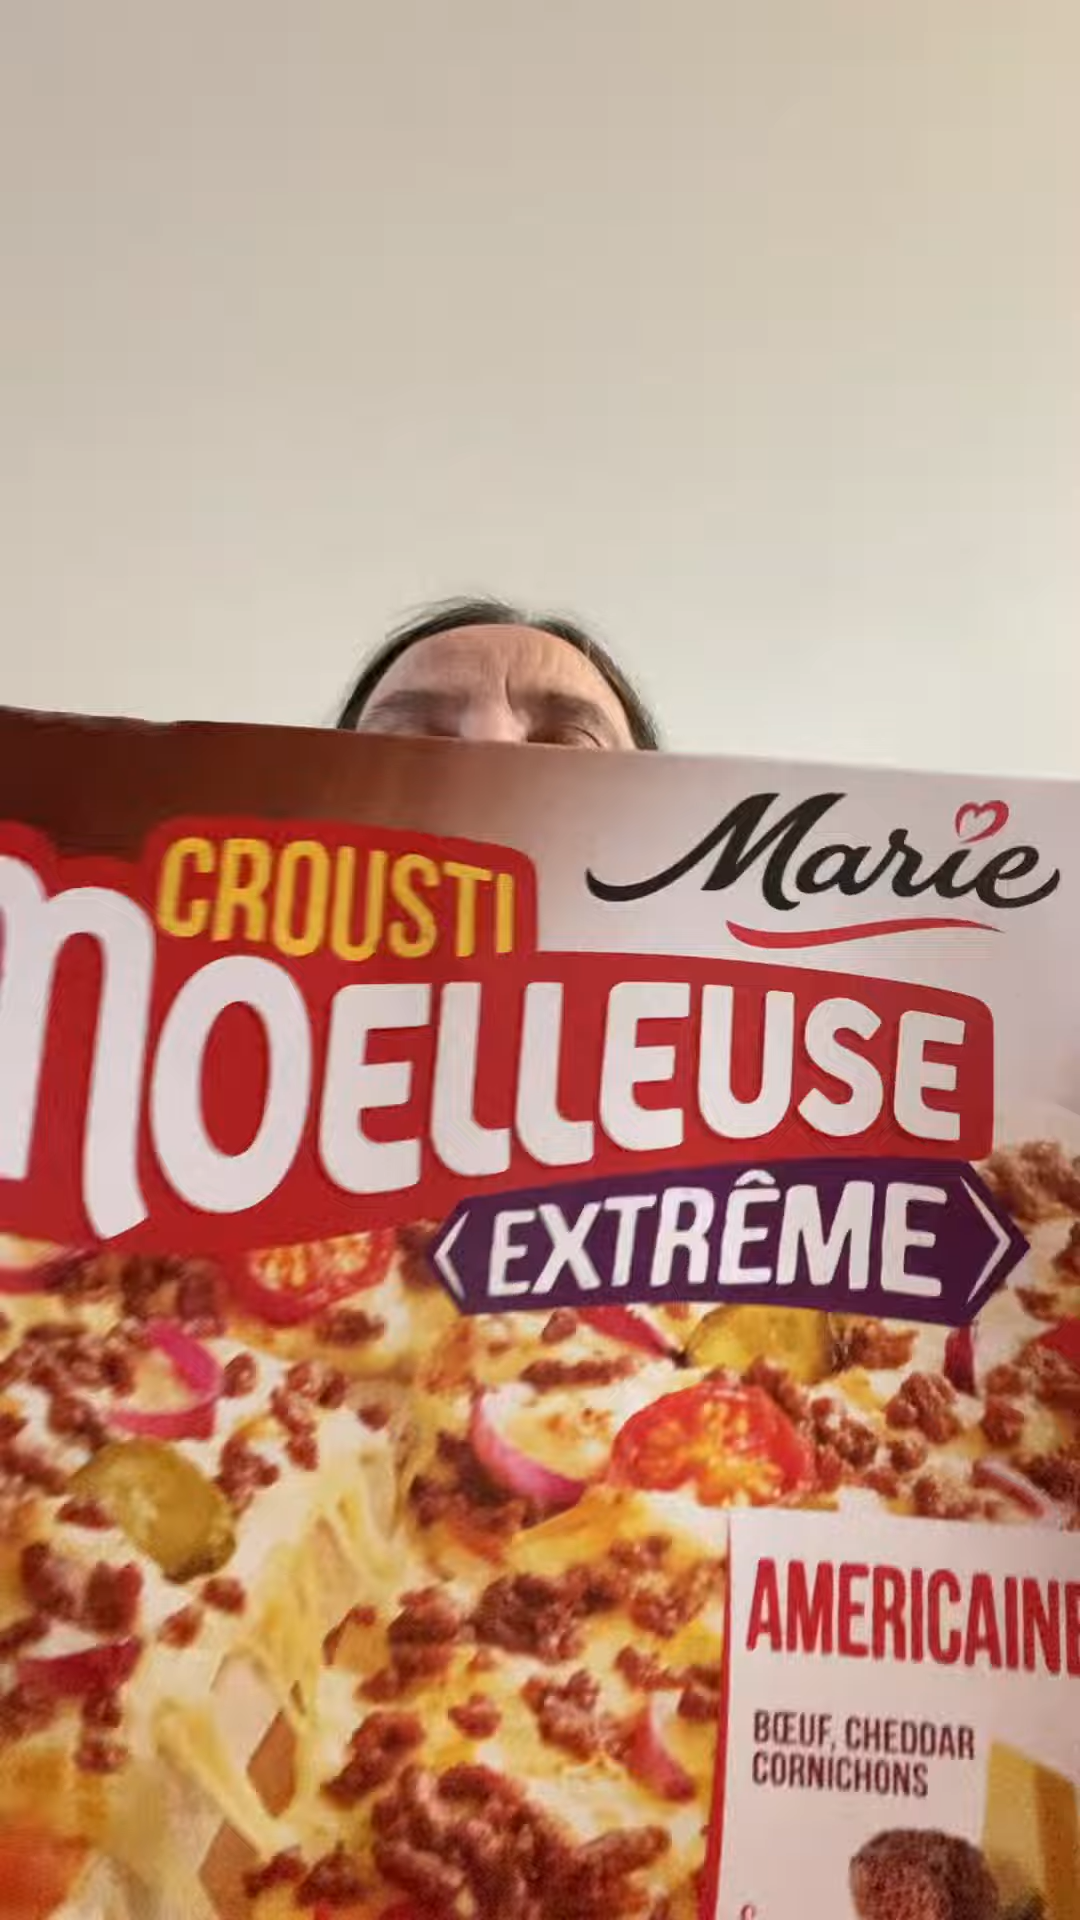 Marie
CROUSTI
MOELLEUSE
EXTRÊME
AMERICAINE
BŒUF, CHEDDAR
CORNICHONS